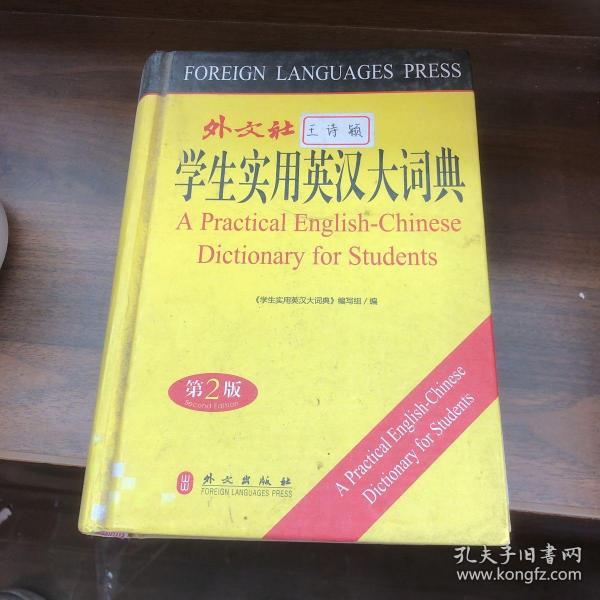 FOREIGN LANGUAGES PRESS
外文社
王诗颖
学生实用英汉大词典
A Practical English-Chinese
Dictionary for Students
《学生实用英汉大词典》编写组/编
第2版
Second Edition
A Practical English-Chinese
Dictionary for Students
外文出版社
FOREIGN LANGUAGES PRESS
孔夫子旧书网
www.kongfz.com